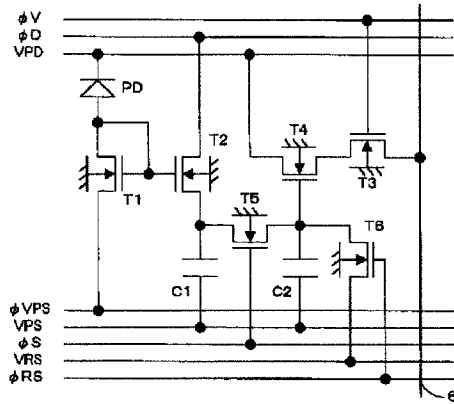 φV
φD
VPD
PD
T2
T4
T1
T3
T5
T6
C1
C2
φVPS
VPS
φS
VRS
φRS
6